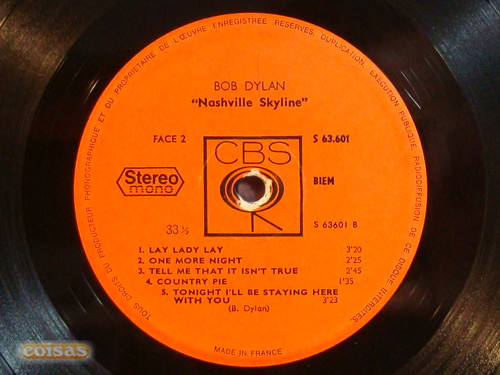 TOUS DROITS DU PRODUCTEUR PHONOGRAPHIQUE ET DU PROPRIETAIRE DE L'ŒUVRE ENREGISTREE RESERVES. DUPLICATION, EXECUTION PUBLIQUE, RADIODIFFUSION DE CE DISQUE INTERDITES.
BOB DYLAN
"Nashville Skyline"
FACE 2
S 63.601
CBS
Stereo
mono
BIEM
33 ⅓
S 63601 B
1. LAY LADY LAY 3'20
2. ONE MORE NIGHT 2'25
3. TELL ME THAT IT ISN'T TRUE 2'45
4. COUNTRY PIE 1'35
5. TONIGHT I'LL BE STAYING HERE
WITH YOU 3'23
(B. Dylan)
MADE IN FRANCE
coisas